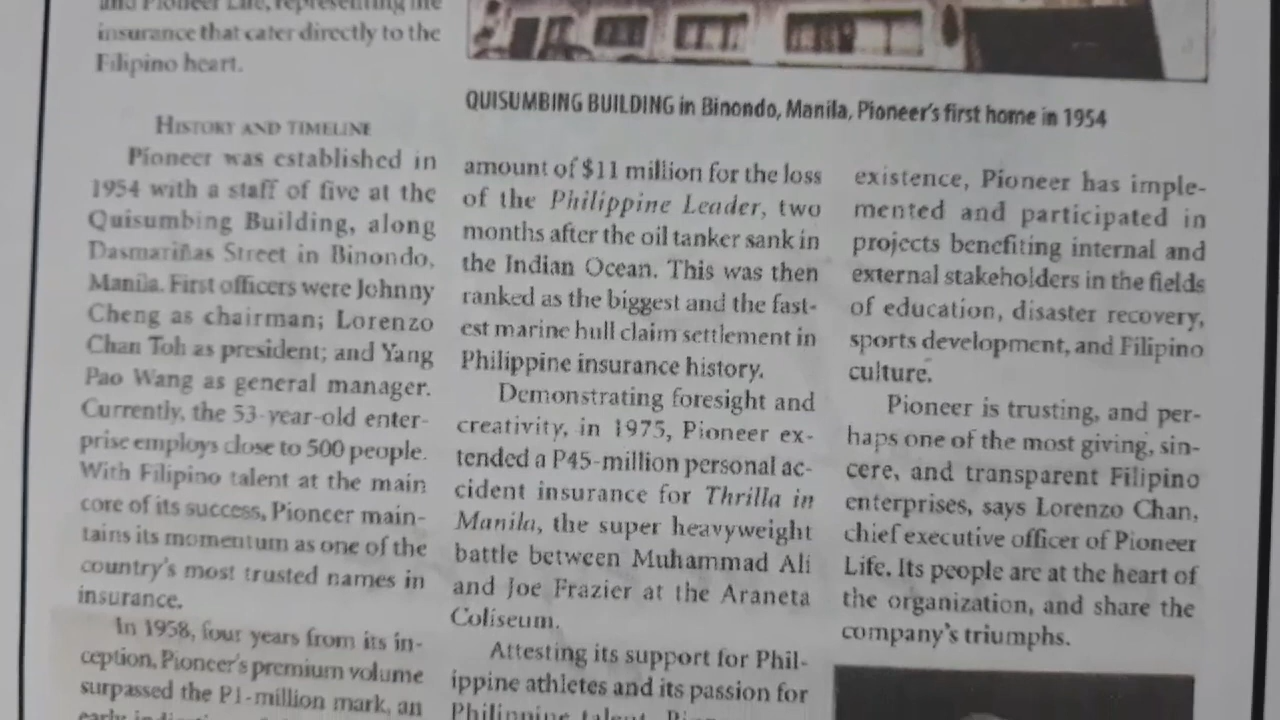 and Pioneer Life, representing the
insurance that cater directly to the
Filipino heart.
HISTORY AND TIMELINE
Pioneer was established in
1954 with a staff of five at the
Quisumbing Building, along
Dasmariñas Street in Binondo,
Manila. First officers were Johnny
Cheng as chairman; Lorenzo
Chan Toh as president; and Yang
Pao Wang as general manager.
Currently, the 53-year-old enter-
prise employs close to 500 people.
With Filipino talent at the main
core of its success, Pioneer main-
tains its momentum as one of the
country's most trusted names in
insurance.
In 1958, four years from its in-
ception, Pioneer's premium volume
surpassed the P1-million mark, an
QUISUMBING BUILDING in Binondo, Manila, Pioneer's first home in 1954
amount of $11 million for the loss
of the Philippine Leader, two
months after the oil tanker sank in
the Indian Ocean. This was then
ranked as the biggest and the fast-
est marine hull claim settlement in
Philippine insurance history.
Demonstrating foresight and
creativity, in 1975, Pioneer ex-
tended a P45-million personal ac-
cident insurance for Thrilla in
Manila, the super heavyweight
battle between Muhammad Ali
and Joe Frazier at the Araneta
Coliseum.
Attesting its support for Phil-
ippine athletes and its passion for
Philippine talent,
existence, Pioneer has imple-
mented and participated in
projects benefiting internal and
external stakeholders in the fields
of education, disaster recovery,
sports development, and Filipino
culture.
Pioneer is trusting, and per-
haps one of the most giving, sin-
cere, and transparent Filipino
enterprises, says Lorenzo Chan,
chief executive officer of Pioneer
Life. Its people are at the heart of
the organization, and share the
company's triumphs.